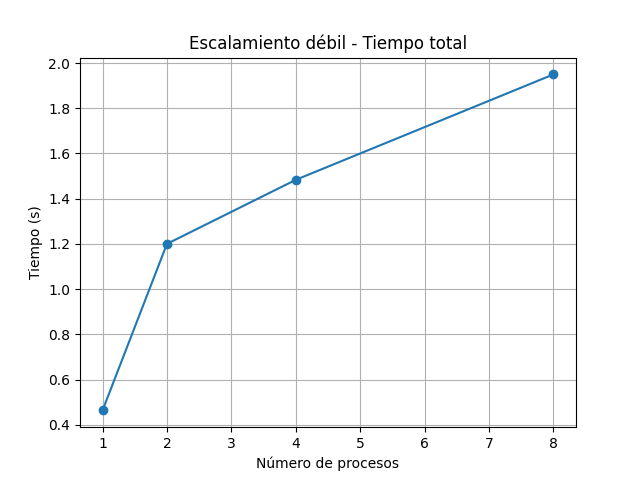 Escalamiento débil - Tiempo total
Tiempo (s)
2.0
1.8
1.6
1.4
1.2
1.0
0.8
0.6
0.4
1 2 3 4 5 6 7 8
Número de procesos